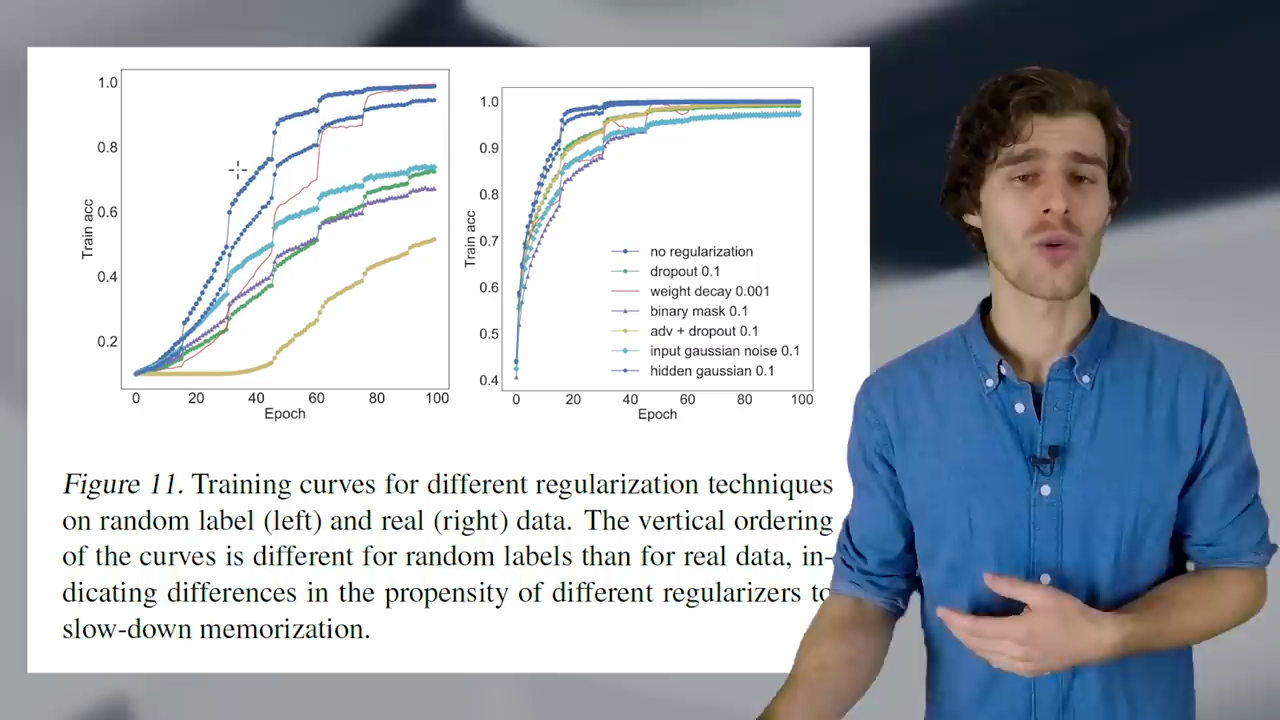 1.0
0.8
0.6
0.4
0.2
Train acc
0 20 40 60 80 100
Epoch
1.0
0.9
0.8
0.7
0.6
0.5
0.4
Train acc
no regularization
dropout 0.1
weight decay 0.001
binary mask 0.1
adv + dropout 0.1
input gaussian noise 0.1
hidden gaussian 0.1
0 20 40 60 80 100
Epoch
Figure 11. Training curves for different regularization techniques
on random label (left) and real (right) data. The vertical ordering
of the curves is different for random labels than for real data, in-
dicating differences in the propensity of different regularizers to
slow-down memorization.